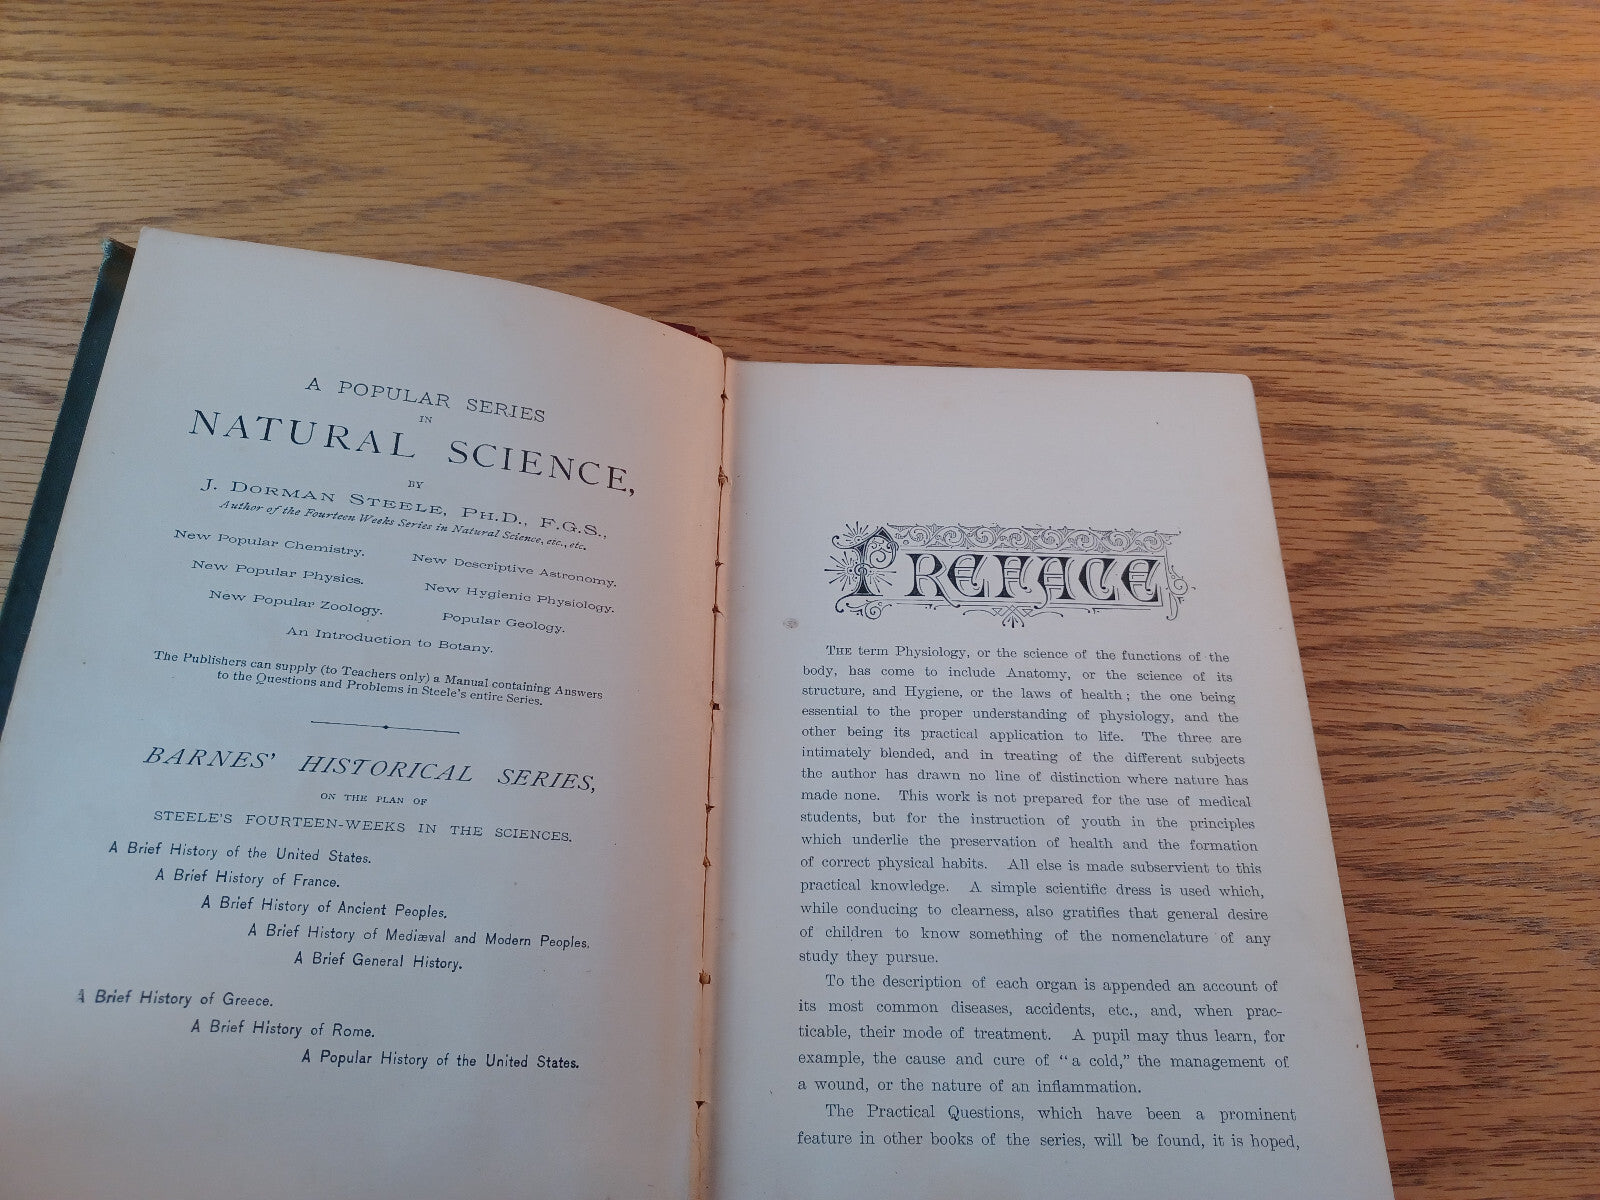 A POPULAR SERIES
IN
NATURAL SCIENCE,
BY
J. DORMAN STEELE, PH.D., F.G.S.,
Author of the Fourteen Weeks Series in Natural Science, etc., etc.
New Popular Chemistry. New Descriptive Astronomy.
New Popular Physics. New Hygienic Physiology.
New Popular Zoology. Popular Geology.
An Introduction to Botany.
The Publishers can supply (to Teachers only) a Manual containing Answers
to the Questions and Problems in Steele's entire Series.
BARNES' HISTORICAL SERIES,
ON THE PLAN OF
STEELE'S FOURTEEN-WEEKS IN THE SCIENCES.
A Brief History of the United States.
A Brief History of France.
A Brief History of Ancient Peoples.
A Brief History of Mediæval and Modern Peoples.
A Brief General History.
A Brief History of Greece.
A Brief History of Rome.
A Popular History of the United States.
PREFACE
THE term Physiology, or the science of the functions of the
body, has come to include Anatomy, or the science of its
structure, and Hygiene, or the laws of health; the one being
essential to the proper understanding of physiology, and the
other being its practical application to life. The three are
intimately blended, and in treating of the different subjects
the author has drawn no line of distinction where nature has
made none. This work is not prepared for the use of medical
students, but for the instruction of youth in the principles
which underlie the preservation of health and the formation
of correct physical habits. All else is made subservient to this
practical knowledge. A simple scientific dress is used which,
while conducing to clearness, also gratifies that general desire
of children to know something of the nomenclature of any
study they pursue.
To the description of each organ is appended an account of
its most common diseases, accidents, etc., and, when prac-
ticable, their mode of treatment. A pupil may thus learn, for
example, the cause and cure of "a cold," the management of
a wound, or the nature of an inflammation.
The Practical Questions, which have been a prominent
feature in other books of the series, will be found, it is hoped,